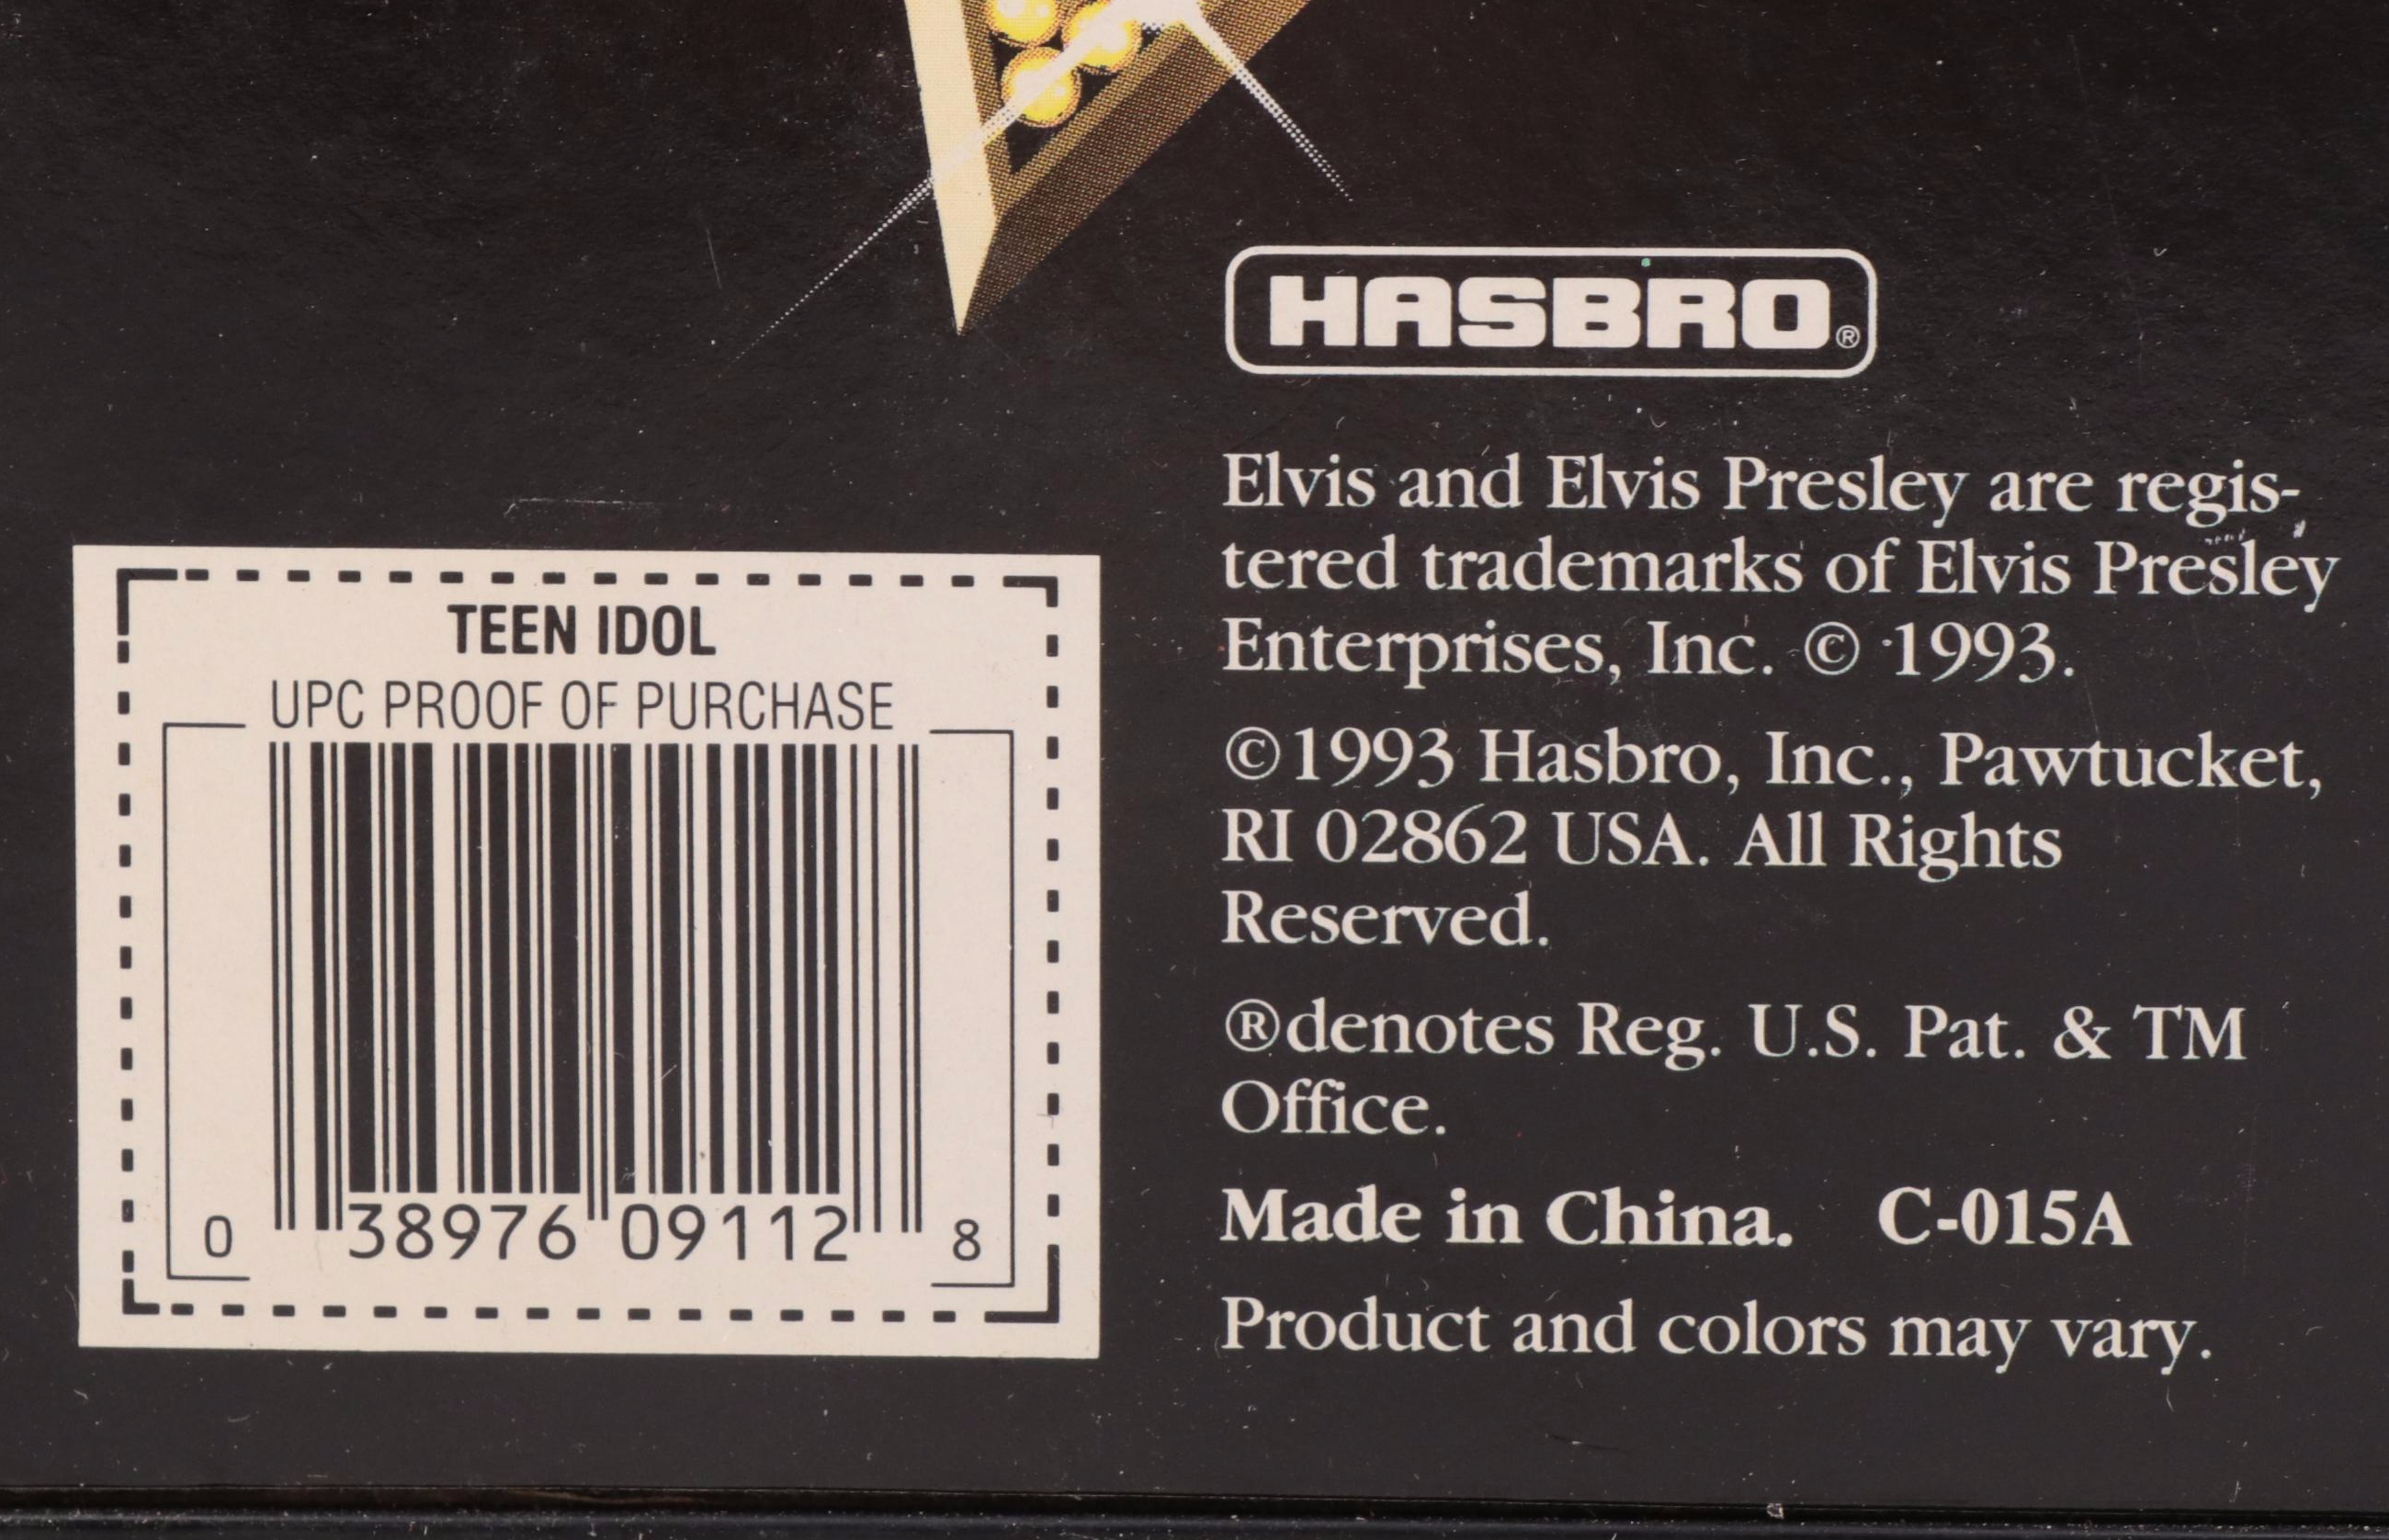 HASBRO®
Elvis and Elvis Presley are regis-
tered trademarks of Elvis Presley
Enterprises, Inc. © 1993.
©1993 Hasbro, Inc., Pawtucket,
RI 02862 USA. All Rights
Reserved.
®denotes Reg. U.S. Pat. & TM
Office.
Made in China. C-015A
Product and colors may vary.
TEEN IDOL
UPC PROOF OF PURCHASE
0 38976 09112 8